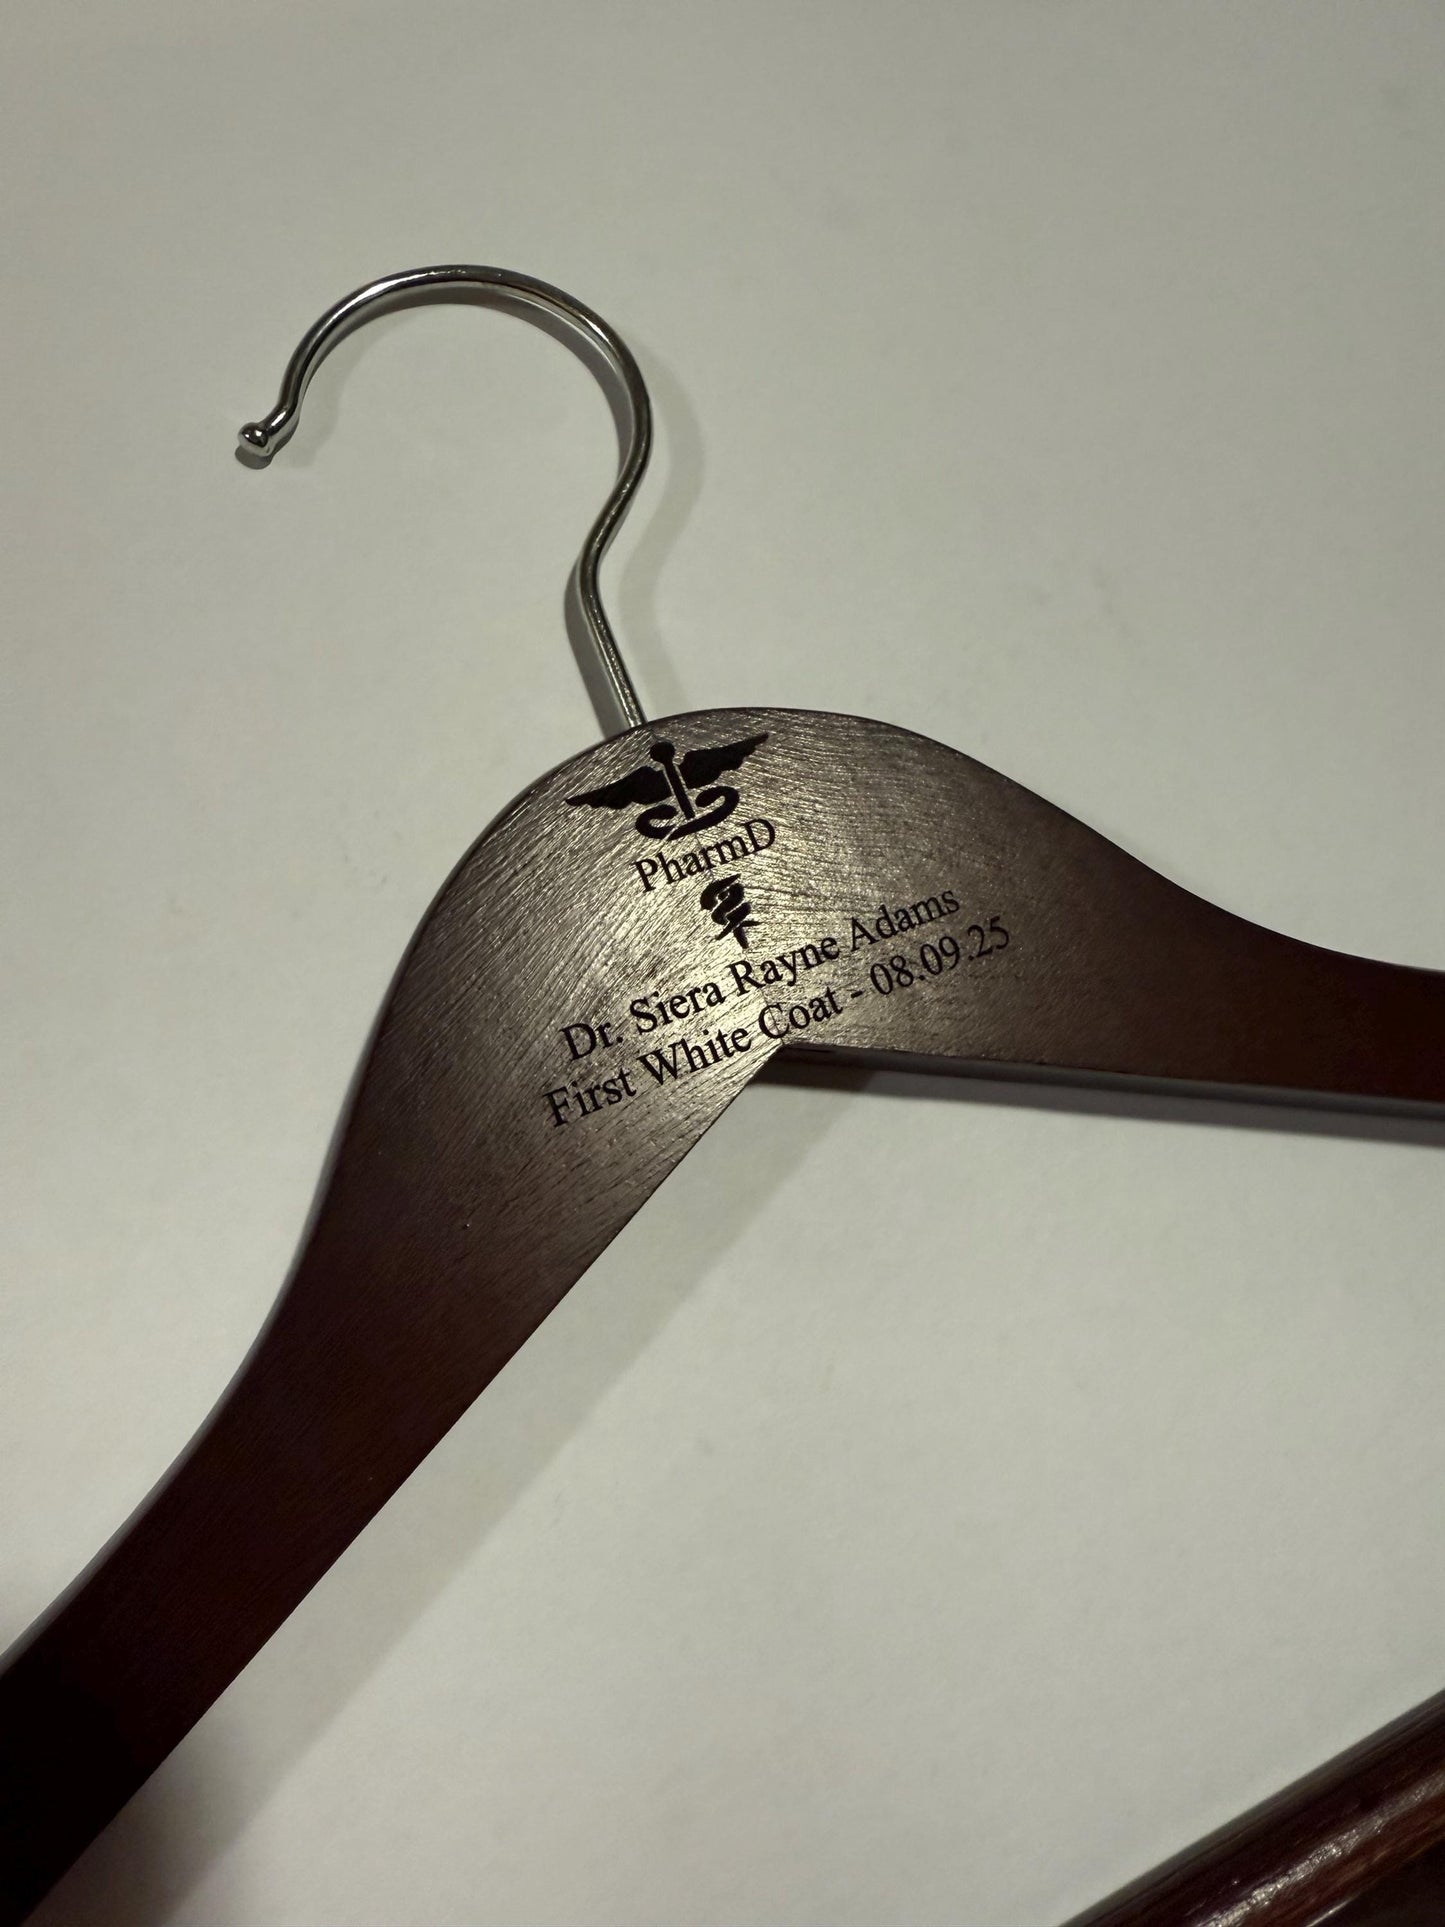 PharmD
Dr. Siera Rayne Adams
First White Coat - 08.09.25